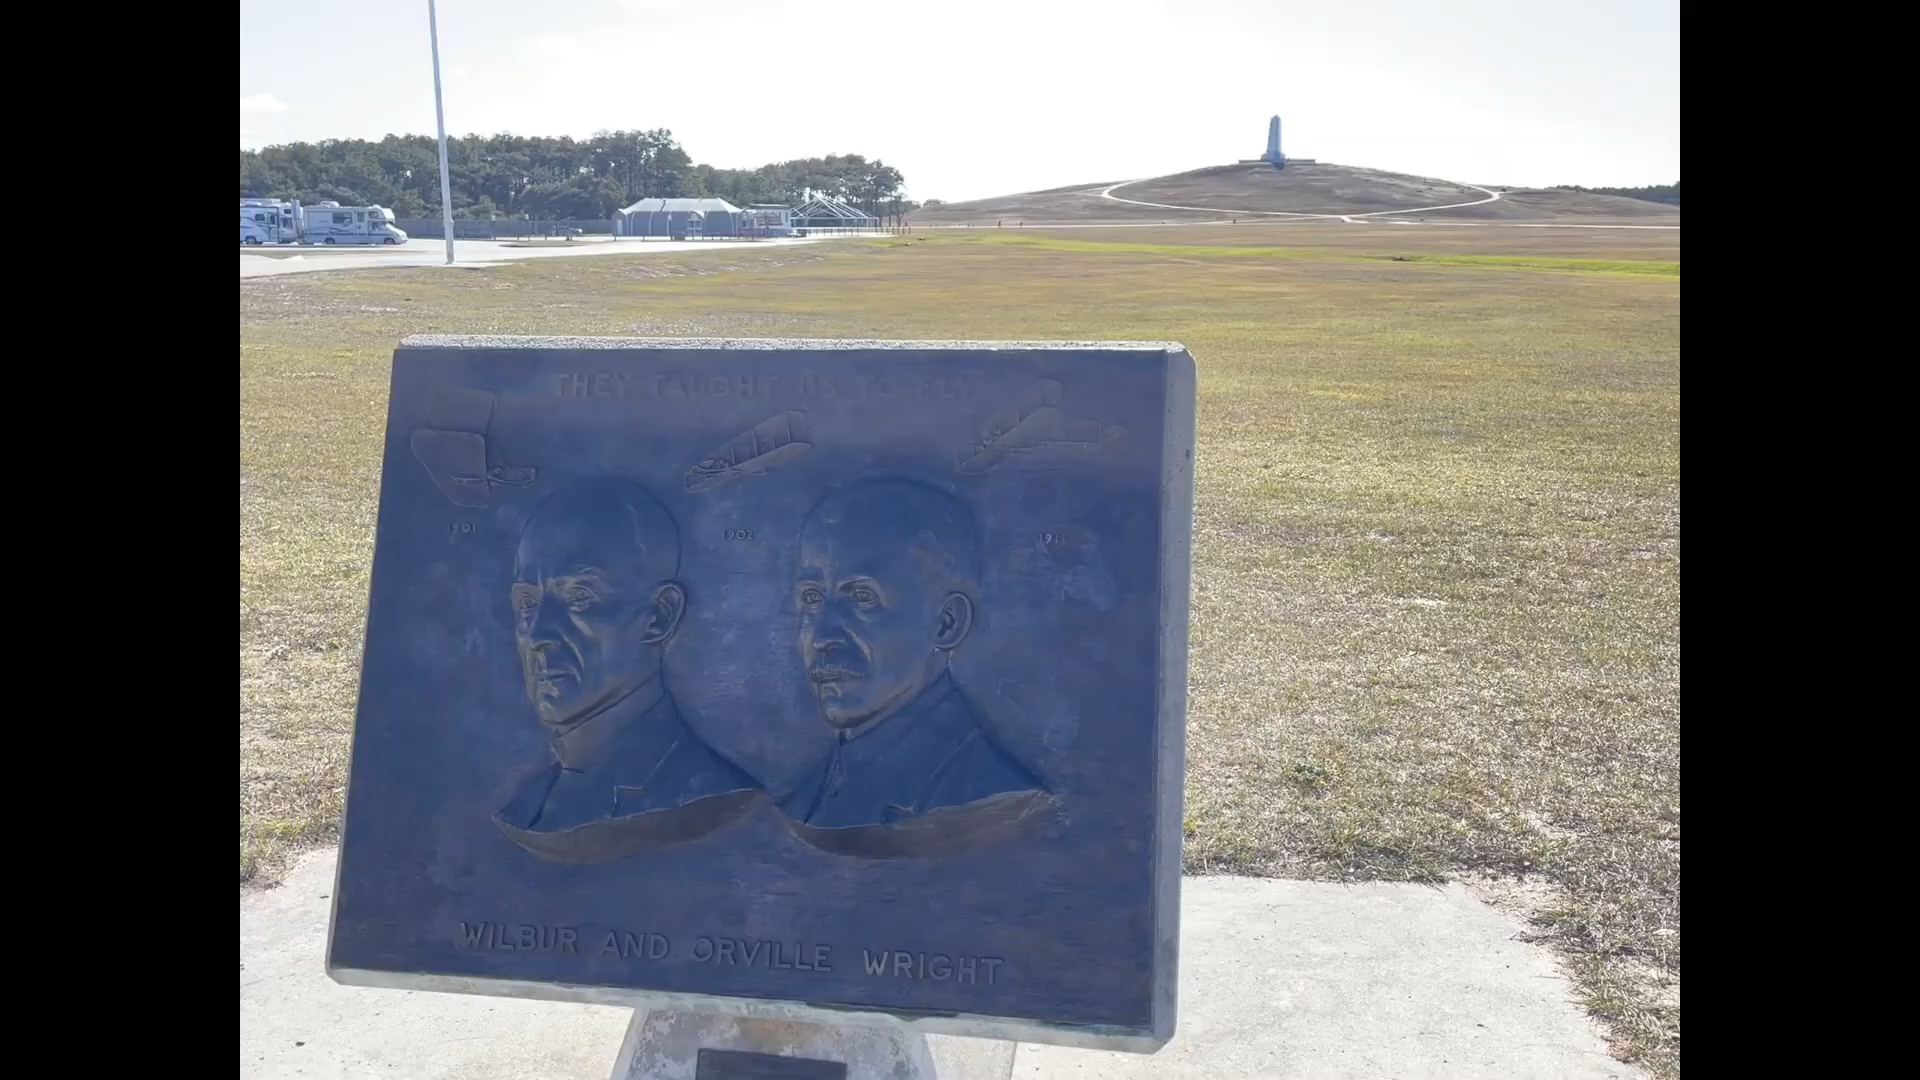 THEY TAUGHT US TO FLY
1901
1902
1911
WILBUR AND ORVILLE WRIGHT